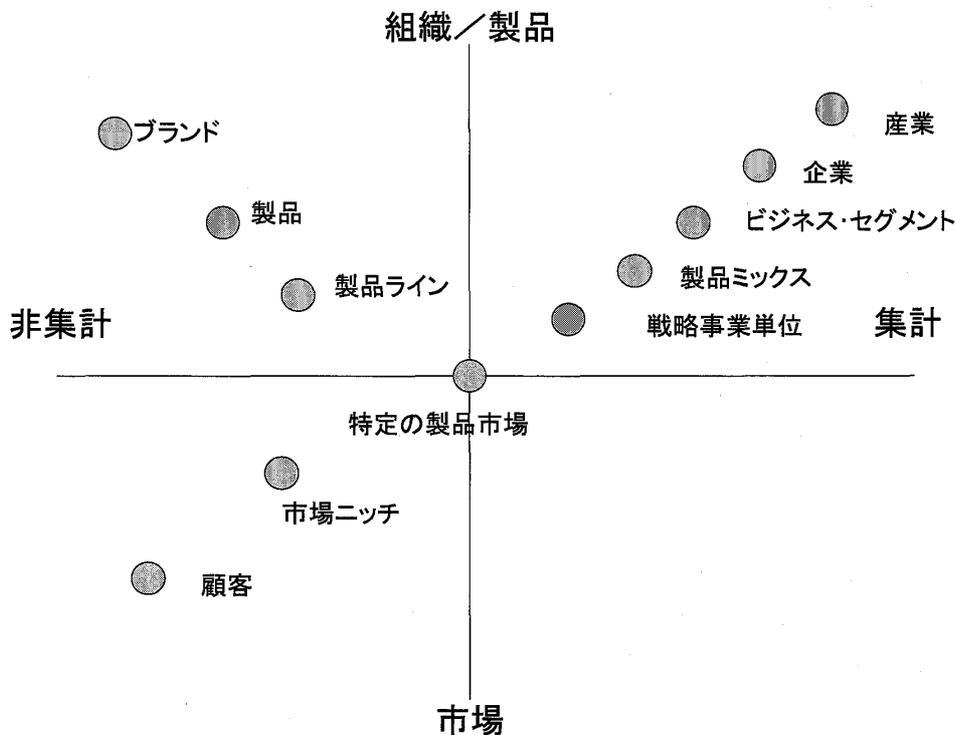 組織／製品
ブランド
産業
企業
製品
ビジネス・セグメント
製品ライン
製品ミックス
非集計
戦略事業単位
集計
特定の製品市場
市場ニッチ
顧客
市場